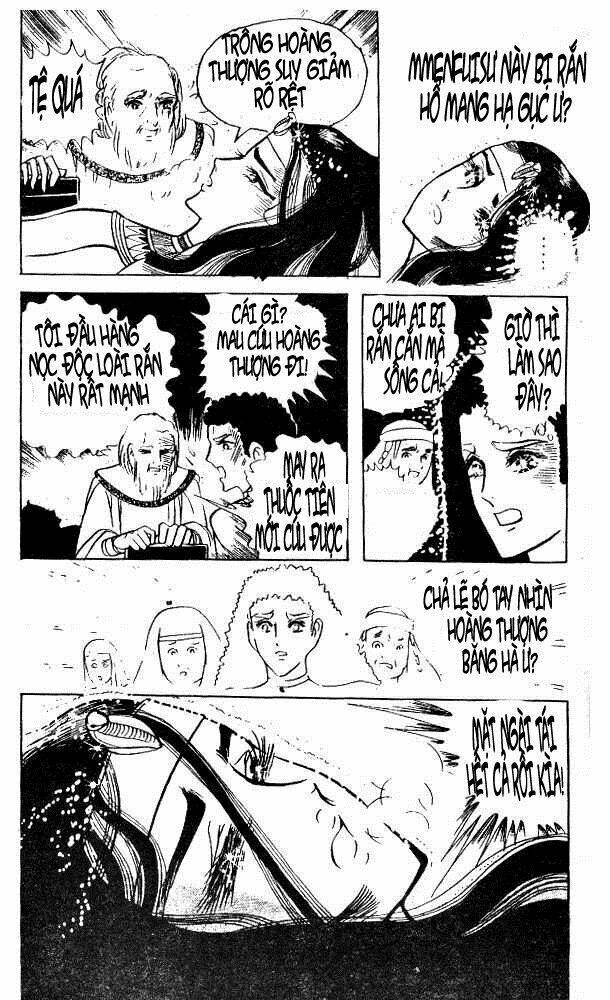 TỆ QUÁ
TRÔNG HOÀNG
THƯỢNG SUY GIẢM
RÕ RỆT
MMENFUISƯ NÀY BỊ RẮN
HỔ MANG HẠ GỤC Ư?
......
TÔI ĐẦU HÀNG
NỌC ĐỘC LOÀI RẮN
NÀY RẤT MẠNH
CÁI GÌ?
MAU CỨU HOÀNG
THƯỢNG ĐI!
MAY RA
THUỐC TIÊN
MỚI CỨU ĐƯỢC
CHƯA AI BỊ
RẮN CẮN MÀ
SỐNG CẢ!
GIỜ THÌ
LÀM SAO
ĐÂY?
CHẢ LẼ BÓ TAY NHÌN
HOÀNG THƯỢNG
BĂNG HÀ Ư?
MẮT NGÀI TÁI
HẾT CẢ RỒI KÌA!